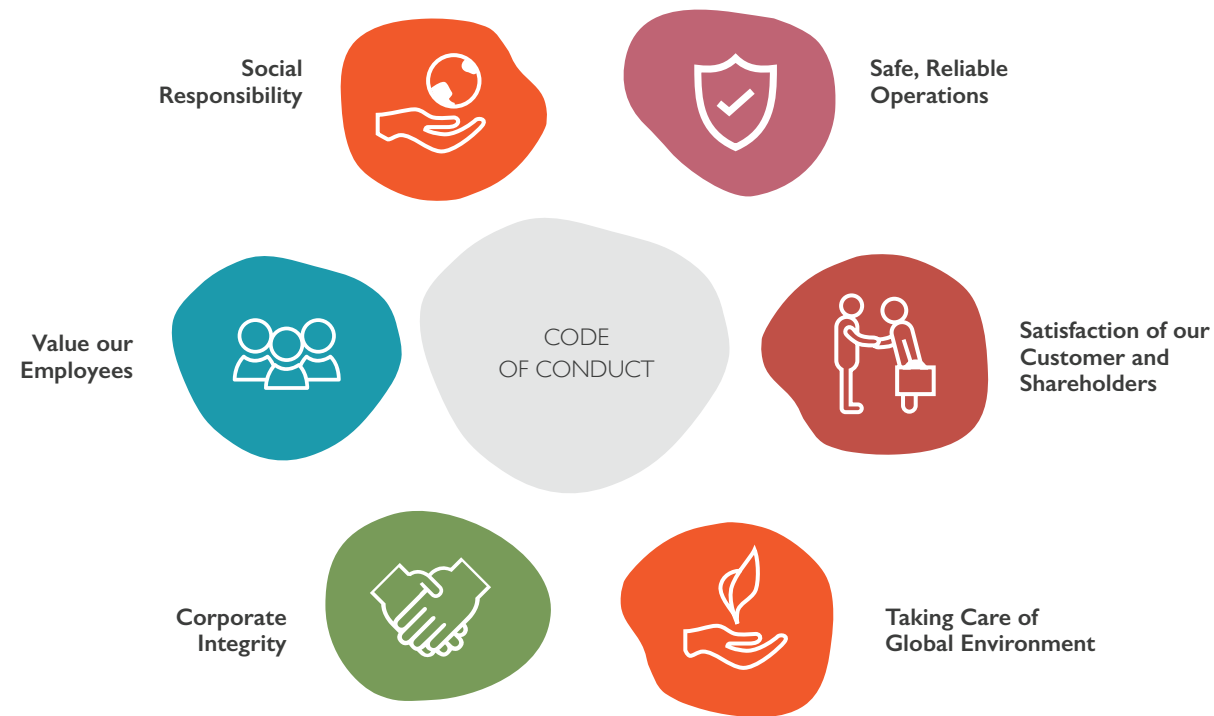 Social
Responsibility
Safe, Reliable
Operations
Value our
Employees
CODE
OF CONDUCT
Satisfaction of our
Customer and
Shareholders
Corporate
Integrity
Taking Care of
Global Environment